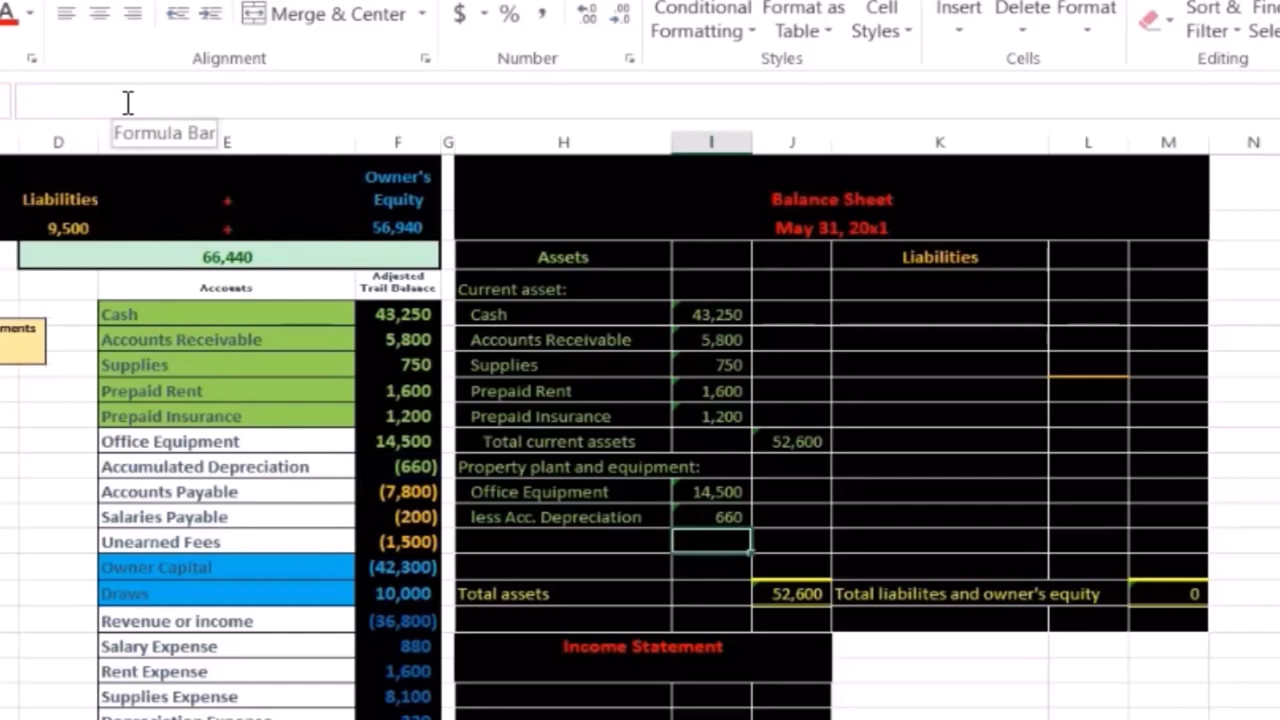 A
Merge & Center
$ % ,
Conditional Formatting
Format as Table
Cell Styles
Insert Delete Format
Sort & Filter
Alignment
Number
Styles
Cells
Editing
Formula Bar
D E F G H I J K L M N
Liabilities + Owner's Equity
9,500 + 56,940
66,440
Balance Sheet
May 31, 20x1
Accounts Adjusted Trail Balance
Assets Liabilities
Current asset:
Cash 43,250 Cash 43,250
Accounts Receivable 5,800 Accounts Receivable 5,800
Supplies 750 Supplies 750
Prepaid Rent 1,600 Prepaid Rent 1,600
Prepaid Insurance 1,200 Prepaid Insurance 1,200
Office Equipment 14,500 Total current assets 52,600
Accumulated Depreciation (660) Property plant and equipment:
Accounts Payable (7,800) Office Equipment 14,500
Salaries Payable (200) less Acc. Depreciation 660
Unearned Fees (1,500)
Owner Capital (42,300)
Draws 10,000 Total assets 52,600 Total liabilites and owner's equity 0
Revenue or income (36,800)
Salary Expense 880 Income Statement
Rent Expense 1,600
Supplies Expense 8,100